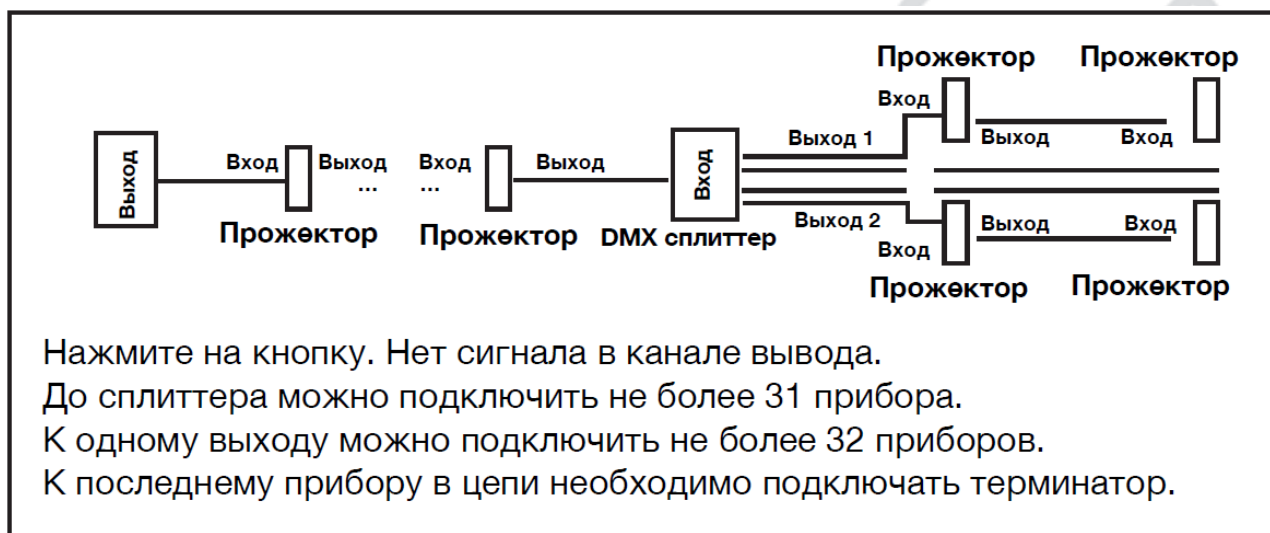 Прожектор Прожектор
Вход
Выход 1 Выход Вход
Выход Вход Выход Вход Выход Вход
... ...
Прожектор Прожектор DMX сплиттер
Выход 2 Вход Выход Вход
Прожектор Прожектор
Нажмите на кнопку. Нет сигнала в канале вывода.
До сплиттера можно подключить не более 31 прибора.
К одному выходу можно подключить не более 32 приборов.
К последнему прибору в цепи необходимо подключать терминатор.